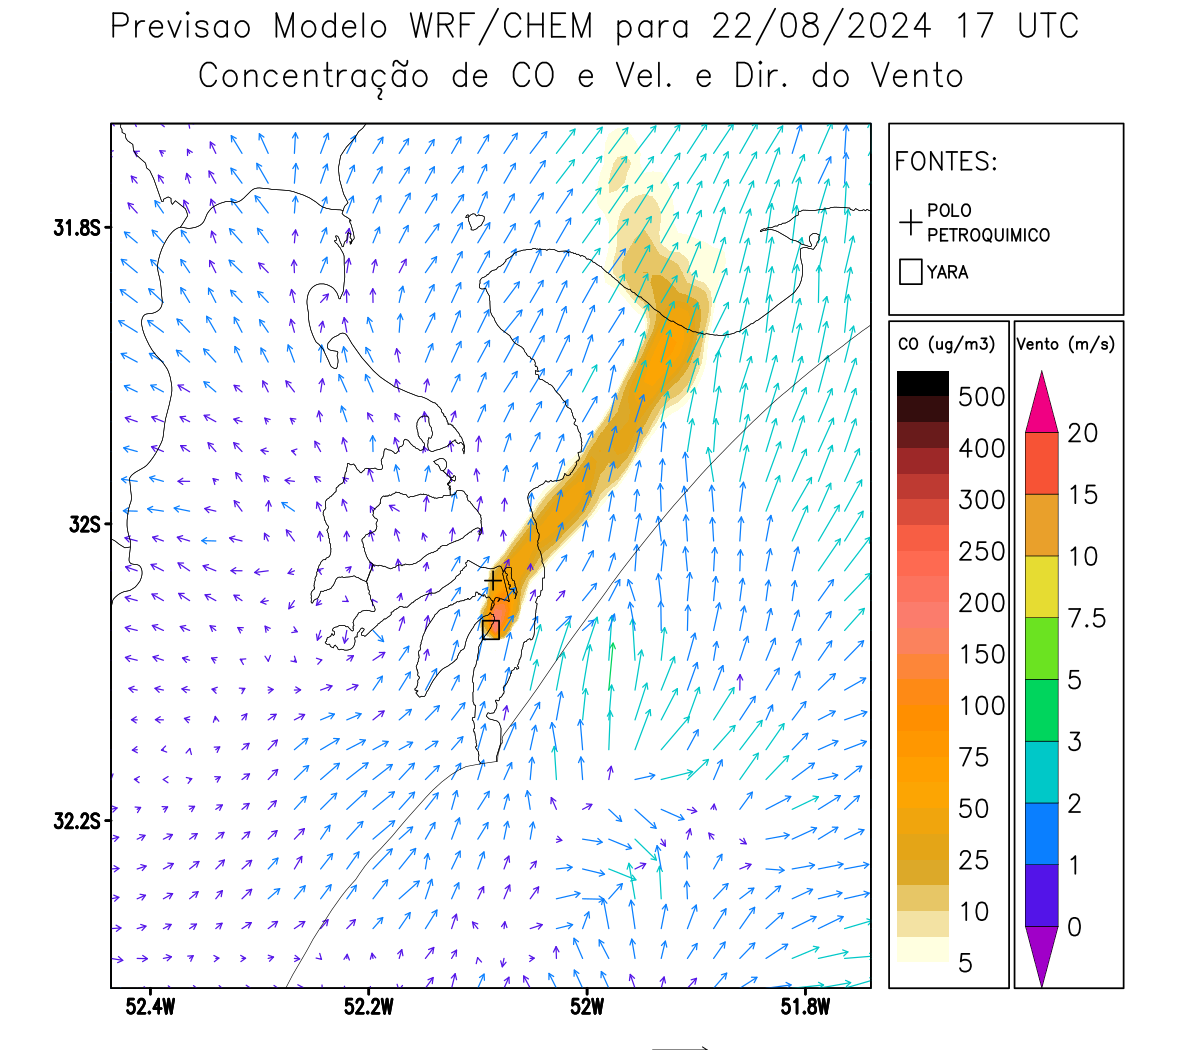 Previsao Modelo WRF/CHEM para 22/08/2024 17 UTC
Concentração de CO e Vel. e Dir. do Vento
FONTES:
POLO
PETROQUIMICO
YARA
CO (ug/m3)
500
400
300
250
200
150
100
75
50
25
10
5
Vento (m/s)
20
15
10
7.5
5
3
2
1
0
31.8S
32S
32.2S
52.4W
52.2W
52W
51.8W